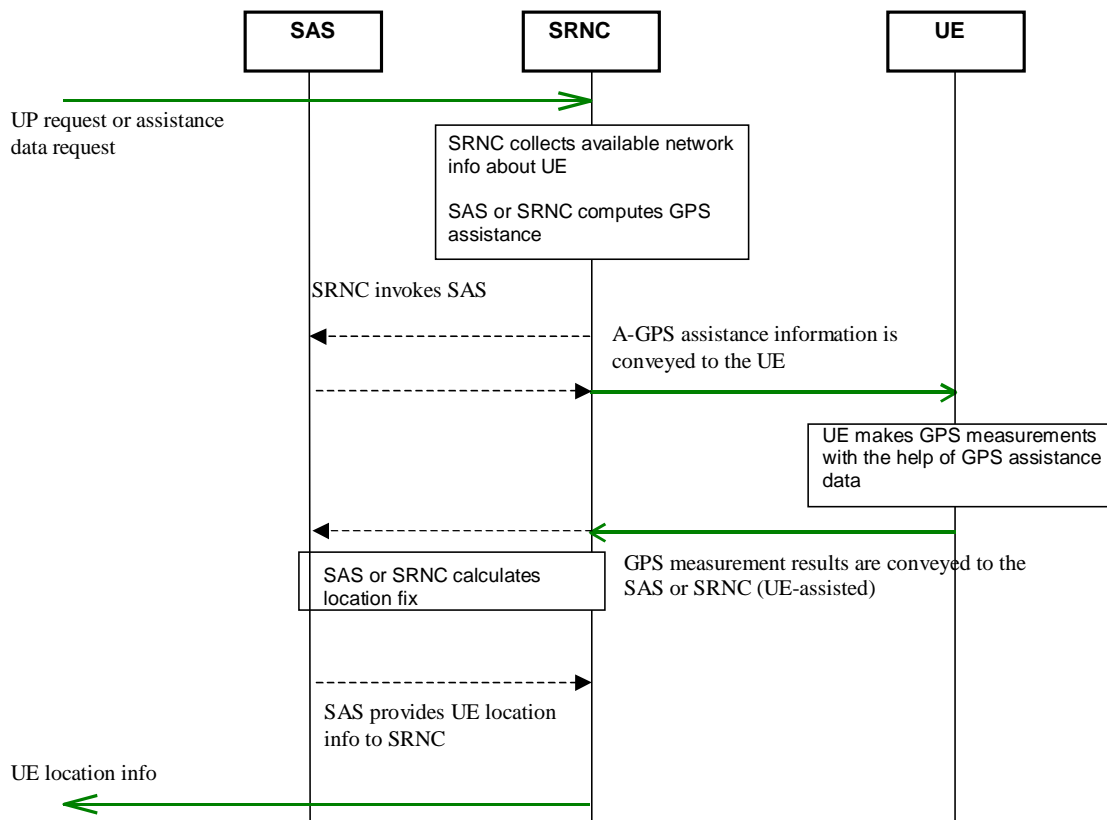 SAS
SRNC
UE
UP request or assistance
data request
SRNC collects available network
info about UE
SAS or SRNC computes GPS
assistance
SRNC invokes SAS
A-GPS assistance information is
conveyed to the UE
UE makes GPS measurements
with the help of GPS assistance
data
GPS measurement results are conveyed to the
SAS or SRNC (UE-assisted)
SAS or SRNC calculates
location fix
SAS provides UE location
info to SRNC
UE location info